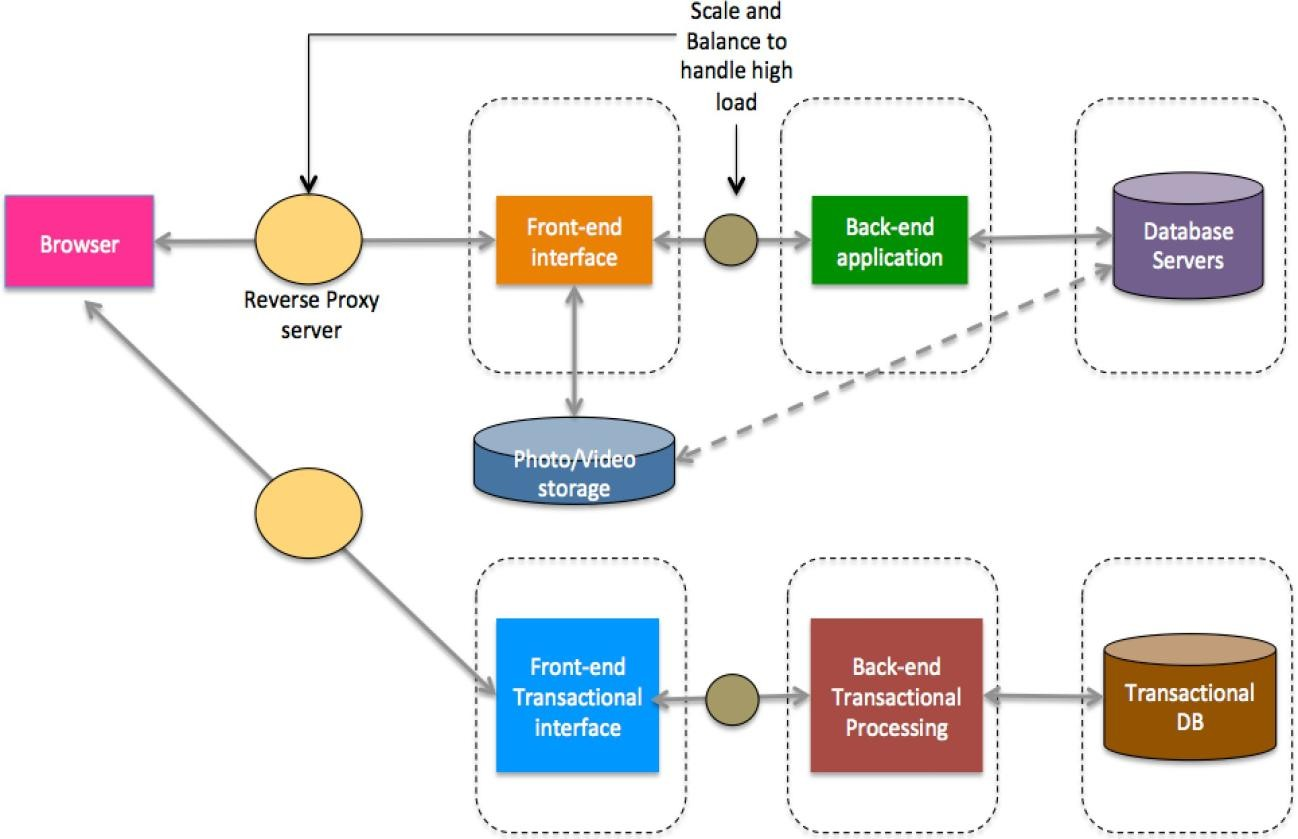 Scale and
Balance to
handle high
load
Browser
Reverse Proxy
server
Front-end
interface
Back-end
application
Database
Servers
Photo/Video
storage
Front-end
Transactional
interface
Back-end
Transactional
Processing
Transactional
DB